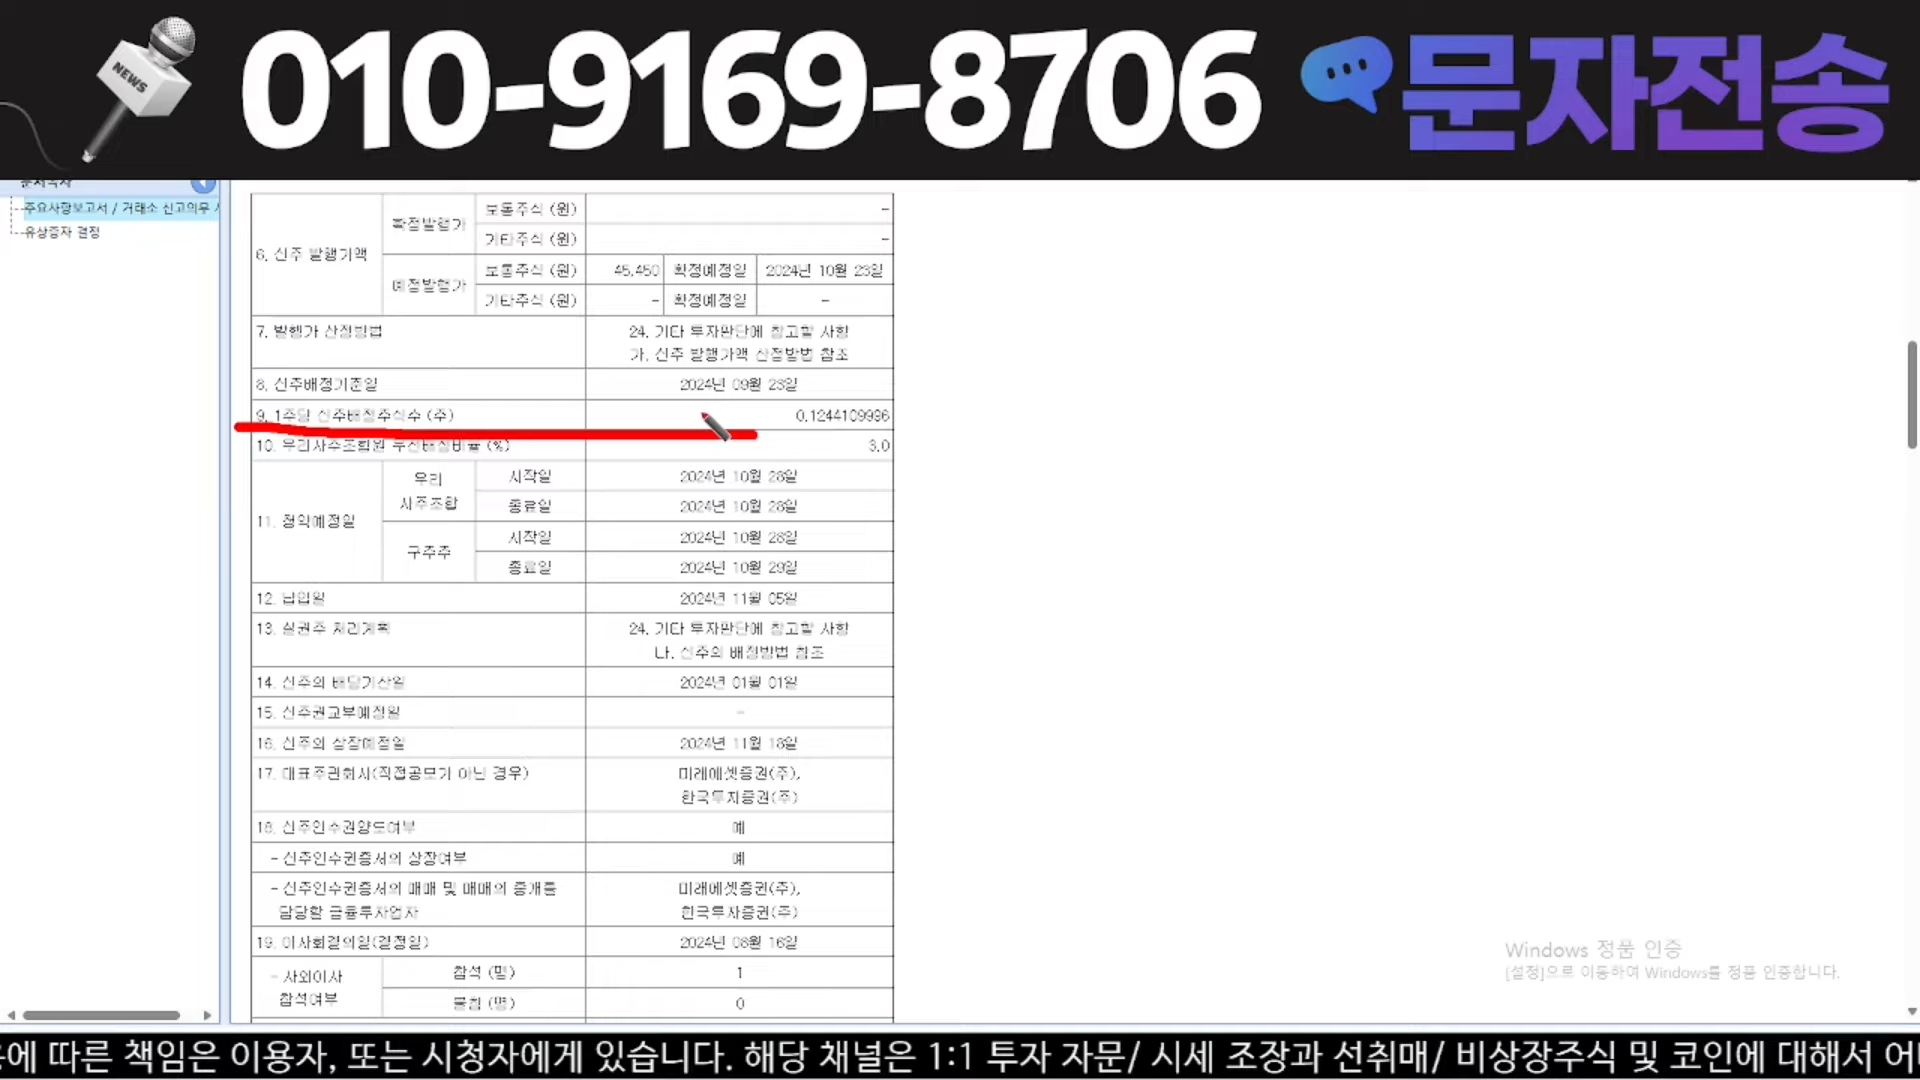 NEWS
010-9169-8706 문자전송
문서목차
주요사항보고서 / 거래소 신고의무 사
유상증자 결정
6. 신주 발행가액 확정발행가 보통주식 (원) -
기타주식 (원) -
예정발행가 보통주식 (원) 45,450 확정예정일 2024년 10월 23일
기타주식 (원) - 확정예정일 -
7. 발행가 산정방법 24. 기타 투자판단에 참고할 사항
가. 신주 발행가액 산정방법 참조
8. 신주배정기준일 2024년 09월 23일
9. 1주당 신주배정주식수 (주) 0.1244109996
10. 우리사주조합원 우선배정비율 (%) 3.0
11. 청약예정일 우리
사주조합 시작일 2024년 10월 28일
종료일 2024년 10월 28일
구주주 시작일 2024년 10월 28일
종료일 2024년 10월 29일
12. 납입일 2024년 11월 05일
13. 실권주 처리계획 24. 기타 투자판단에 참고할 사항
나. 신주의 배정방법 참조
14. 신주의 배당기산일 2024년 01월 01일
15. 신주권교부예정일 -
16. 신주의 상장예정일 2024년 11월 18일
17. 대표주관회사(직접공모가 아닌 경우) 미래에셋증권(주),
한국투자증권(주)
18. 신주인수권양도여부 예
- 신주인수권증서의 상장여부 예
- 신주인수권증서의 매매 및 매매의 중개를
담당할 금융투자업자 미래에셋증권(주),
한국투자증권(주)
19. 이사회결의일(결정일) 2024년 08월 16일
- 사외이사
참석여부 참석 (명) 1
불참 (명) 0
Windows 정품 인증
[설정]으로 이동하여 Windows를 정품 인증합니다.
에 따른 책임은 이용자, 또는 시청자에게 있습니다. 해당 채널은 1:1 투자 자문/ 시세 조장과 선취매/ 비상장주식 및 코인에 대해서 어